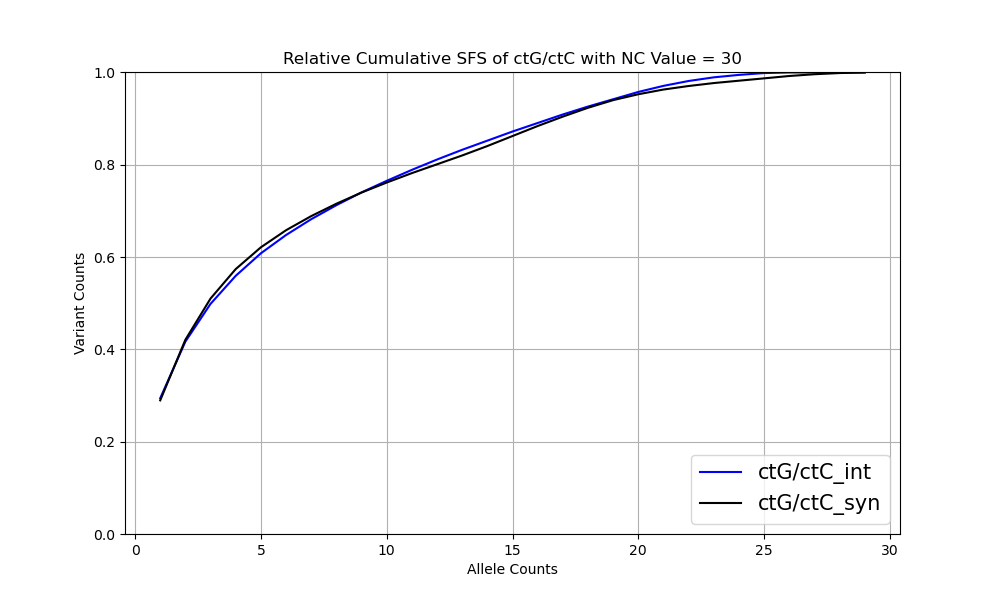 Relative Cumulative SFS of ctG/ctC with NC Value = 30
Variant Counts
1.0
0.8
0.6
0.4
0.2
0.0
0 5 10 15 20 25 30
Allele Counts
ctG/ctC_int
ctG/ctC_syn